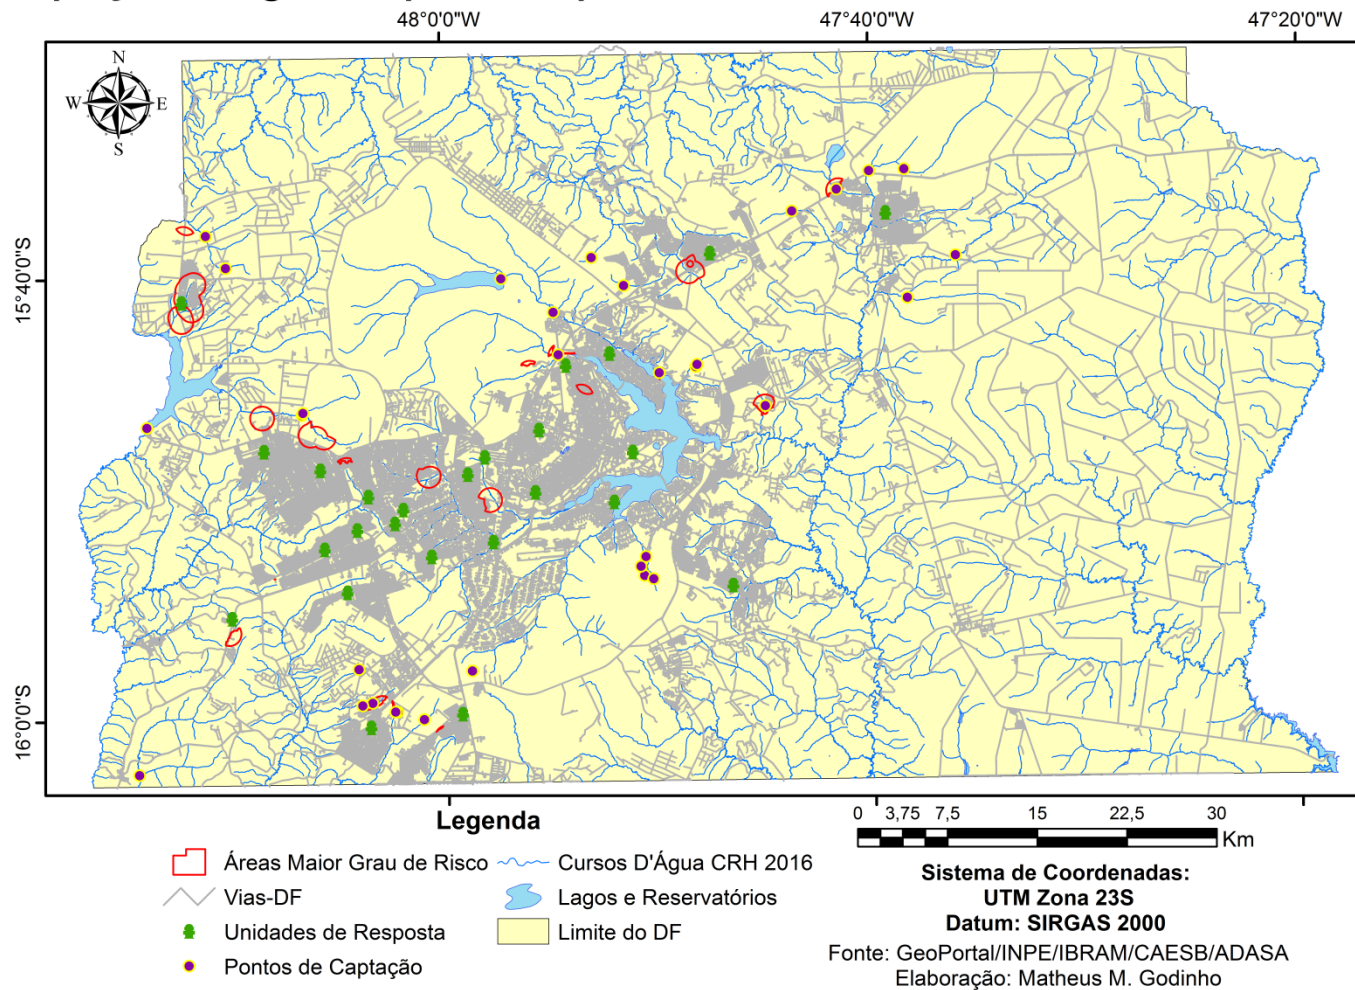 48°0'0"W
47°40'0"W
47°20'0"W
N
W
E
S
15°40'0"S
16°0'0"S
Legenda
Áreas Maior Grau de Risco
Cursos D'Água CRH 2016
Vias-DF
Lagos e Reservatórios
Unidades de Resposta
Limite do DF
Pontos de Captação
0 3,75 7,5 15 22,5 30
Km
Sistema de Coordenadas:
UTM Zona 23S
Datum: SIRGAS 2000
Fonte: GeoPortal/INPE/IBRAM/CAESB/ADASA
Elaboração: Matheus M. Godinho